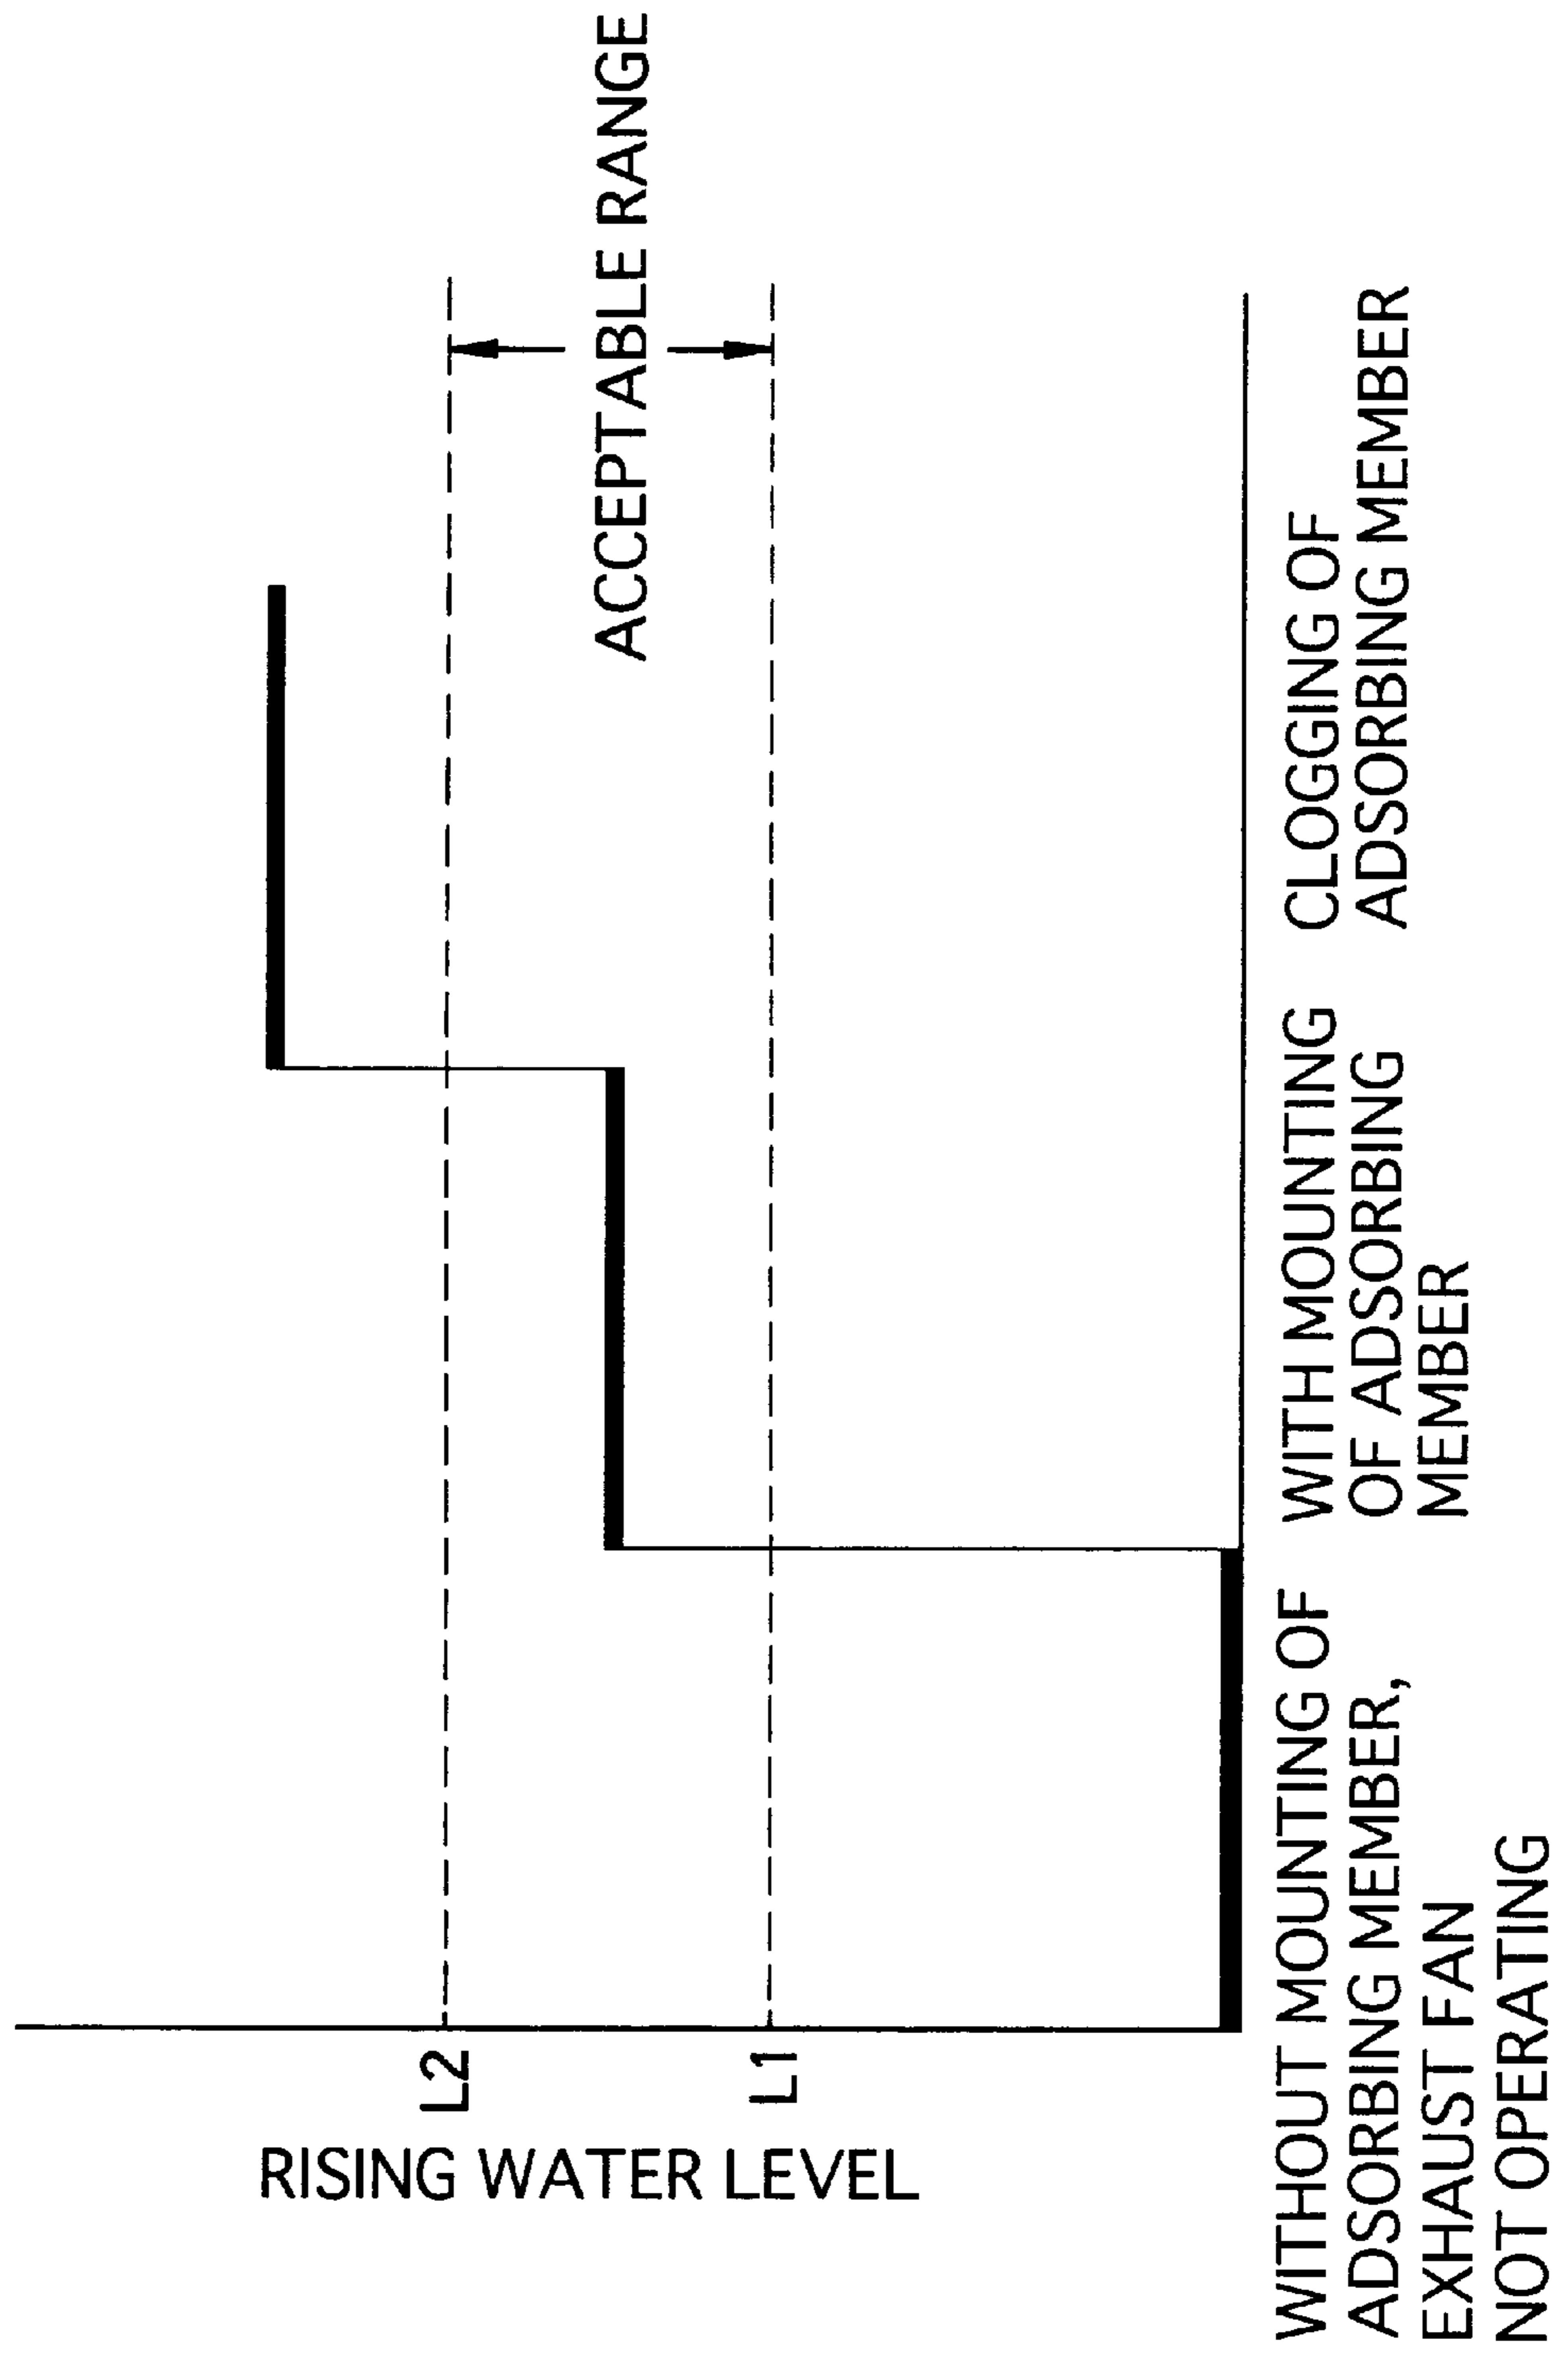 RISING WATER LEVEL
L2
L1
ACCEPTABLE RANGE
WITHOUT MOUNTING OF
ADSORBING MEMBER,
EXHAUST FAN
NOT OPERATING
WITH MOUNTING
OF ADSORBING
MEMBER
CLOGGING OF
ADSORBING MEMBER